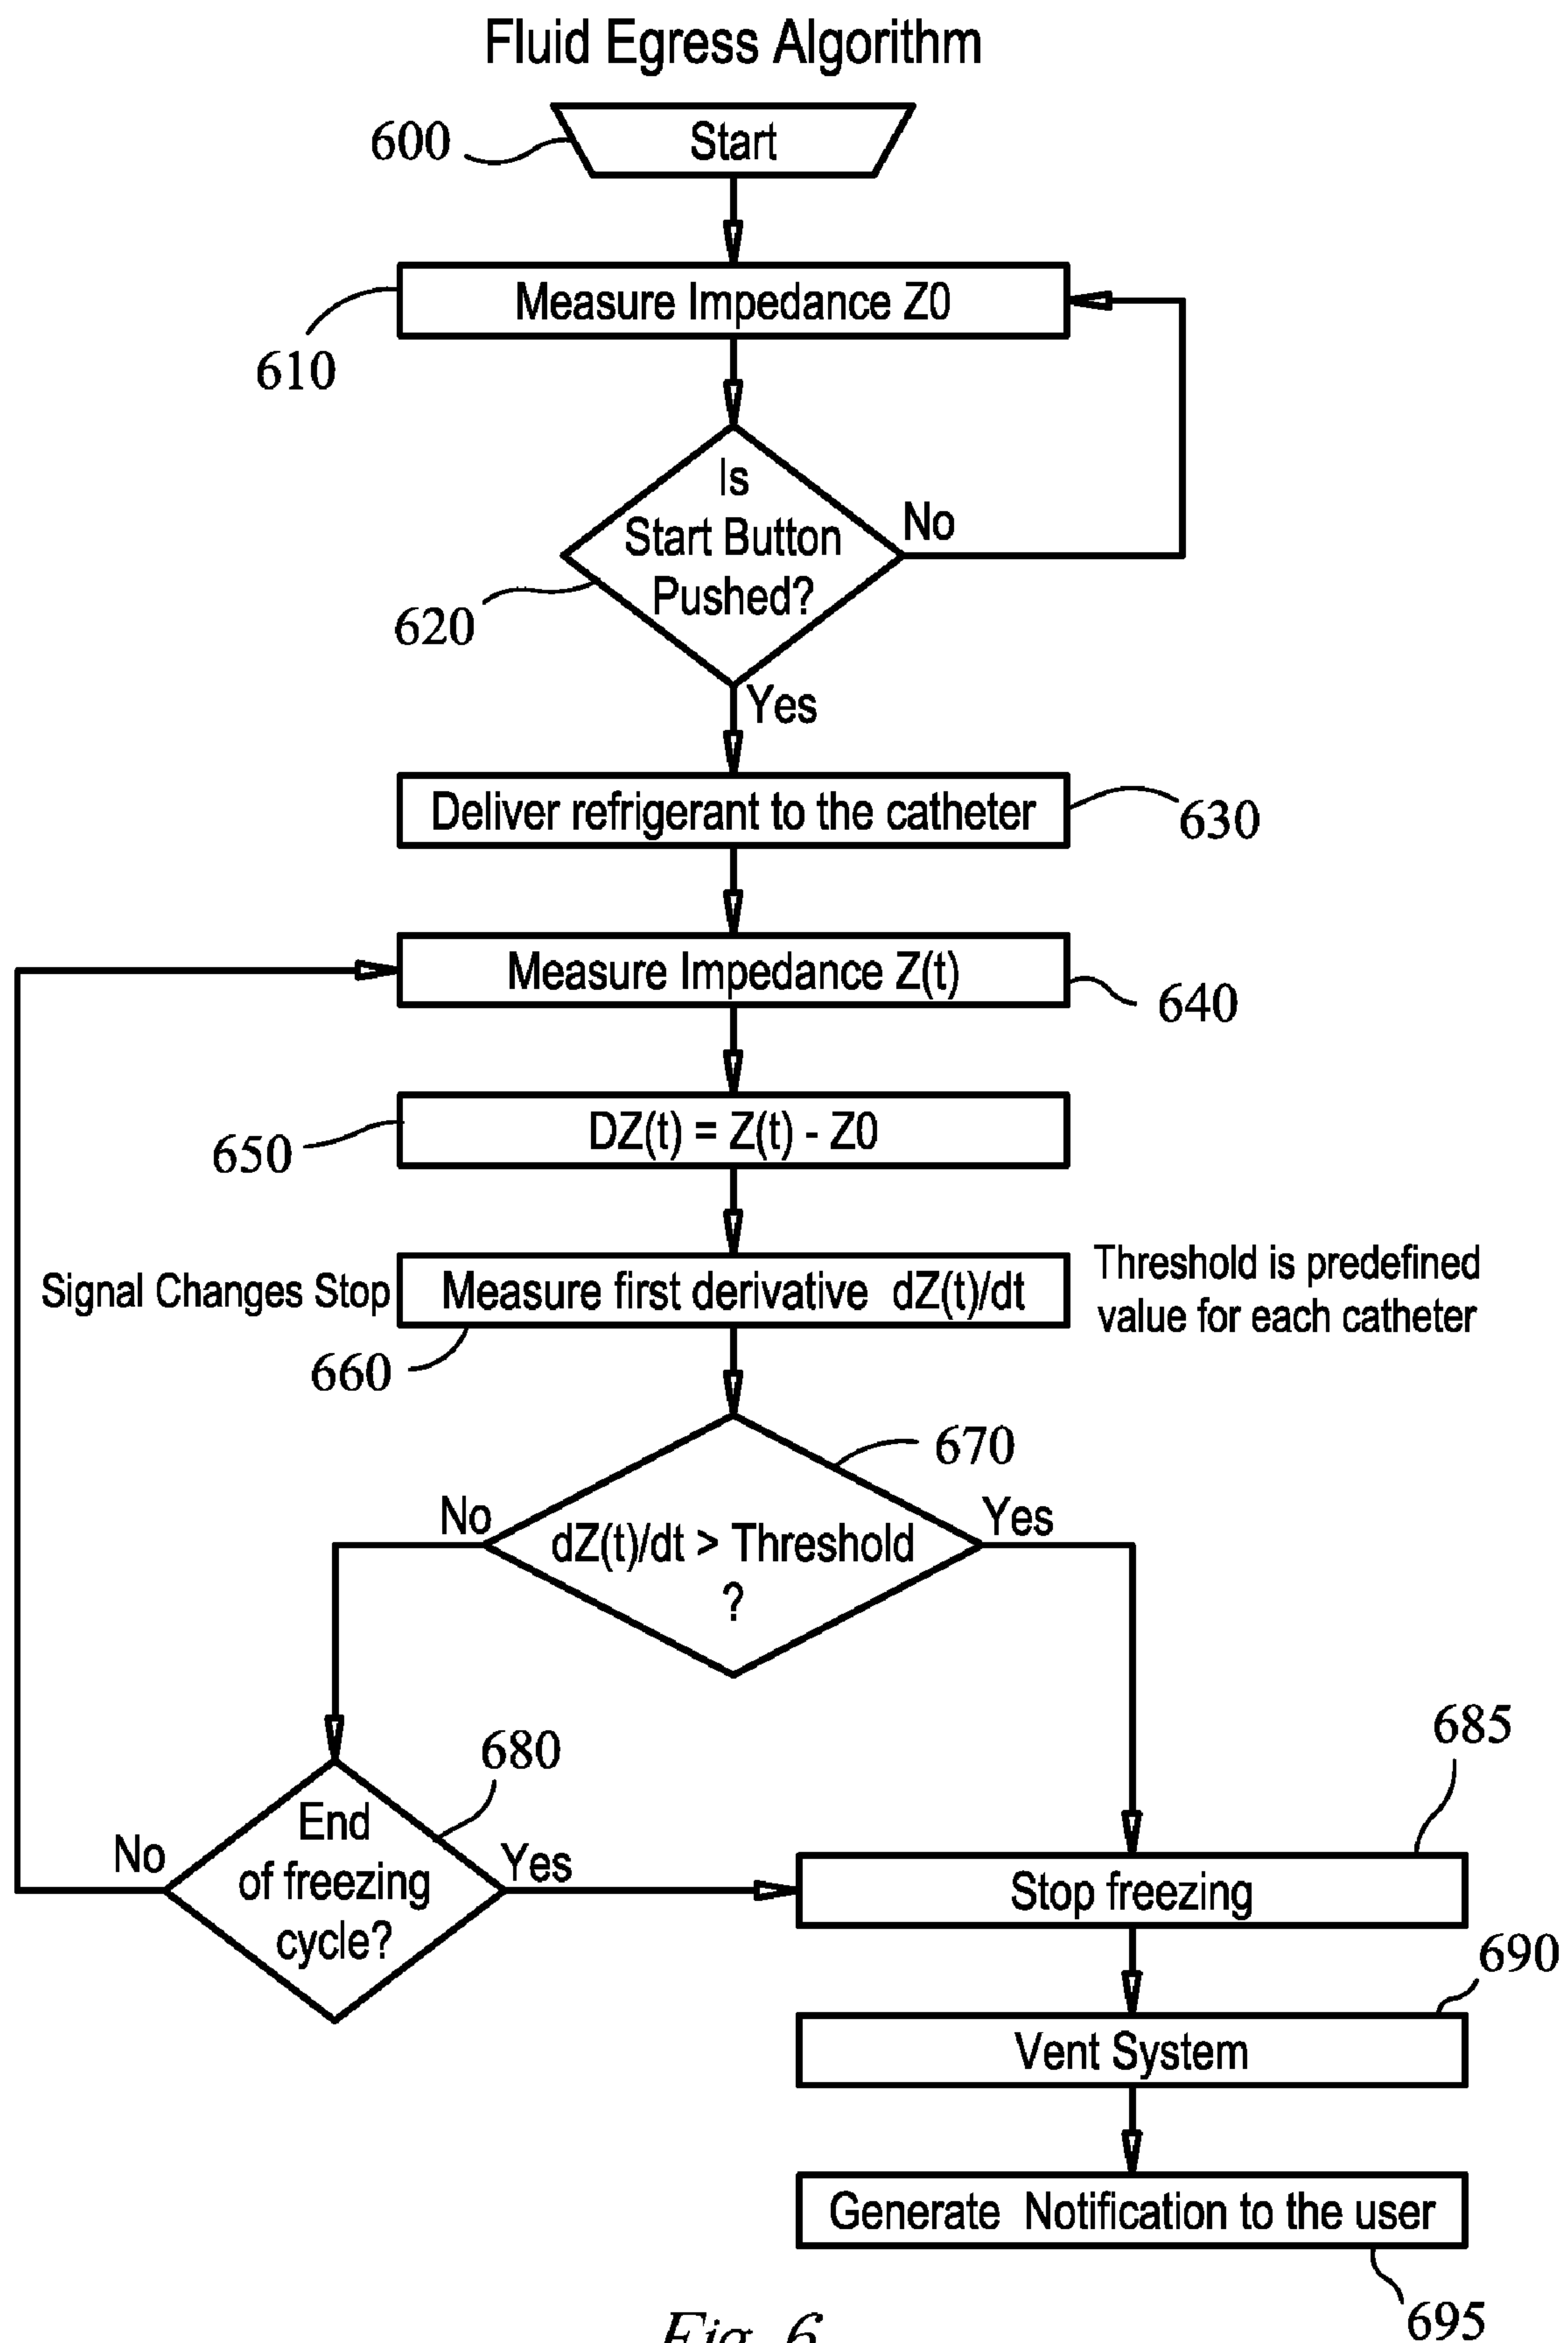 Fluid Egress Algorithm
600
Start
Measure Impedance Z0
610
Is
Start Button
Pushed?
No
620
Yes
Deliver refrigerant to the catheter
630
Measure Impedance Z(t)
640
DZ(t) = Z(t) - Z0
650
Signal Changes Stop
Measure first derivative dZ(t)/dt
Threshold is predefined
value for each catheter
660
670
No
dZ(t)/dt > Threshold
?
Yes
680
685
End
of freezing
cycle?
No
Yes
Stop freezing
690
Vent System
Generate Notification to the user
695
Fig. 6